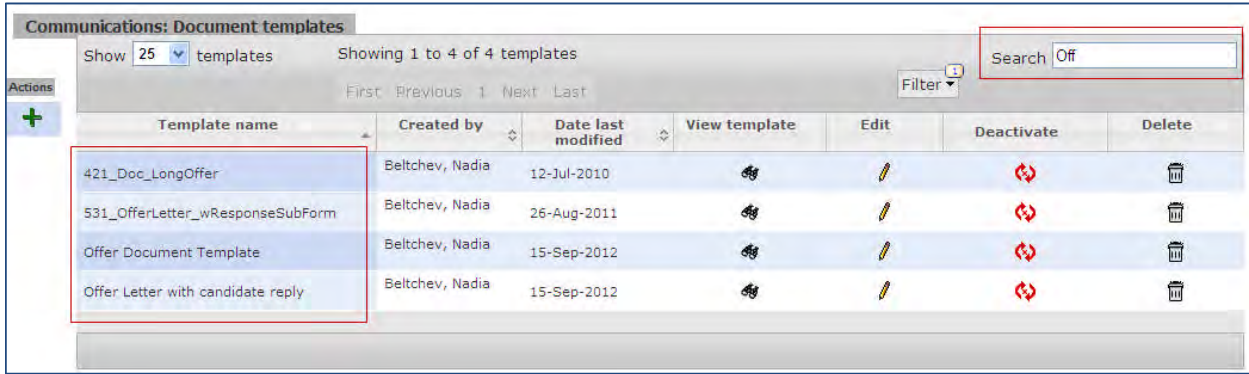 Communications: Document templates
Show 25 templates Showing 1 to 4 of 4 templates Search Off
Filter 1
Actions
First Previous 1 Next Last
Template name Created by Date last modified View template Edit Deactivate Delete
421_Doc_LongOffer Beltchev, Nadia 12-Jul-2010
531_OfferLetter_wResponseSubForm Beltchev, Nadia 26-Aug-2011
Offer Document Template Beltchev, Nadia 15-Sep-2012
Offer Letter with candidate reply Beltchev, Nadia 15-Sep-2012